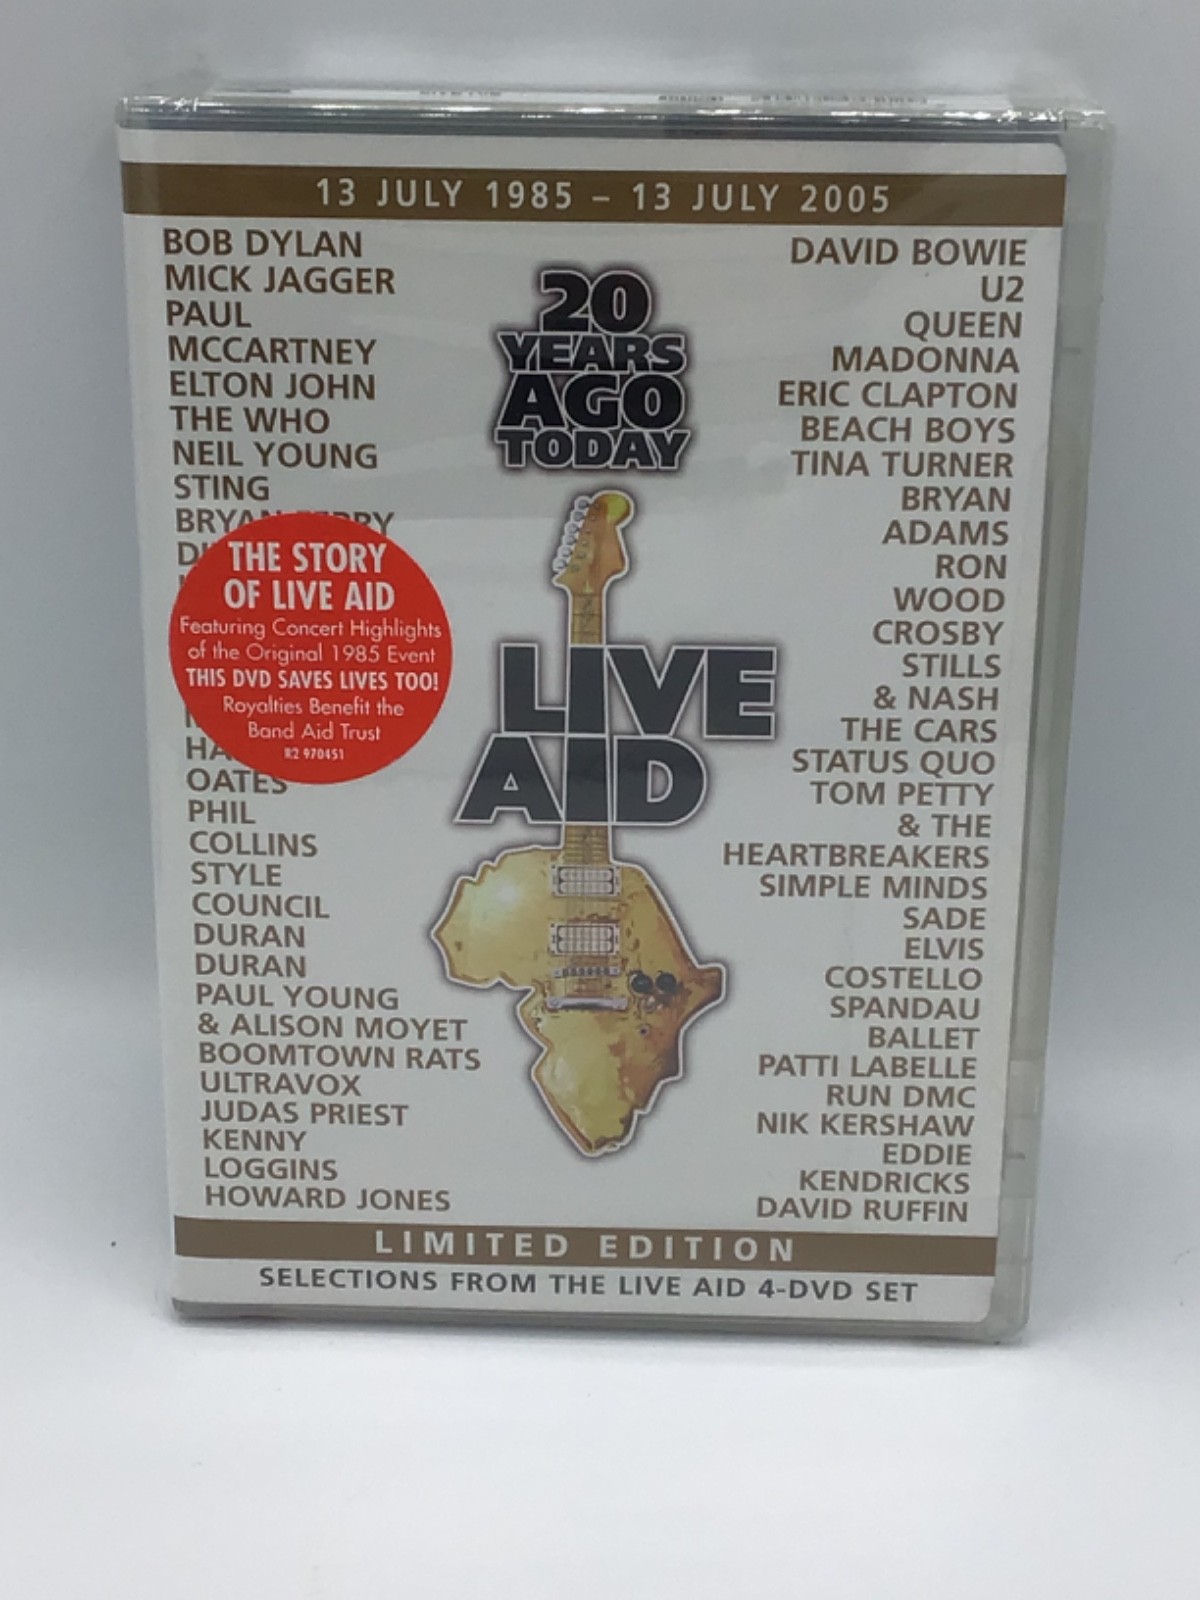 13 JULY 1985 – 13 JULY 2005
BOB DYLAN
MICK JAGGER
PAUL
MCCARTNEY
ELTON JOHN
THE WHO
NEIL YOUNG
STING
BRYAN FERRY
THE STORY
OF LIVE AID
Featuring Concert Highlights
of the Original 1985 Event
THIS DVD SAVES LIVES TOO!
Royalties Benefit the
Band Aid Trust
R2 970451
OATES
PHIL
COLLINS
STYLE
COUNCIL
DURAN
DURAN
PAUL YOUNG
& ALISON MOYET
BOOMTOWN RATS
ULTRAVOX
JUDAS PRIEST
KENNY
LOGGINS
HOWARD JONES
20
YEARS
AGO
TODAY
LIVE
AID
DAVID BOWIE
U2
QUEEN
MADONNA
ERIC CLAPTON
BEACH BOYS
TINA TURNER
BRYAN
ADAMS
RON
WOOD
CROSBY
STILLS
& NASH
THE CARS
STATUS QUO
TOM PETTY
& THE
HEARTBREAKERS
SIMPLE MINDS
SADE
ELVIS
COSTELLO
SPANDAU
BALLET
PATTI LABELLE
RUN DMC
NIK KERSHAW
EDDIE
KENDRICKS
DAVID RUFFIN
LIMITED EDITION
SELECTIONS FROM THE LIVE AID 4-DVD SET